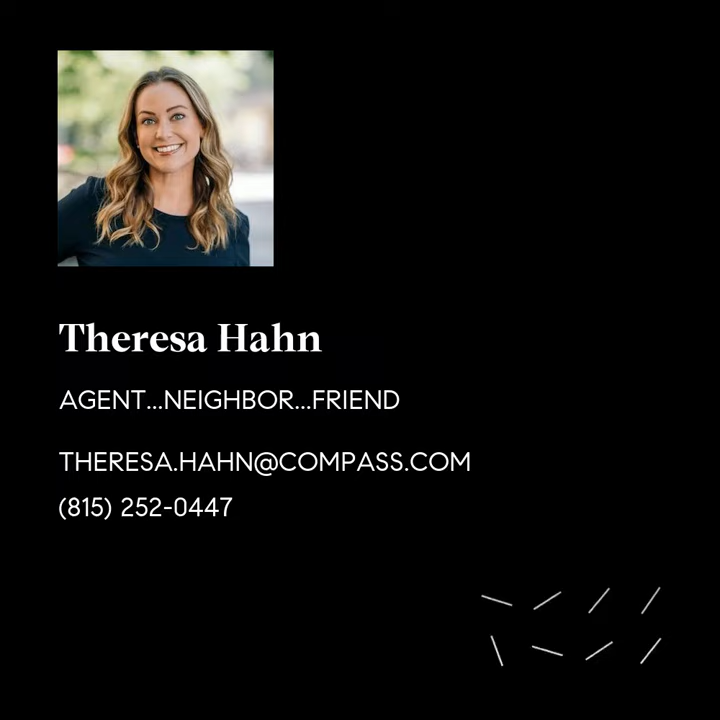 Theresa Hahn
AGENT...NEIGHBOR...FRIEND
THERESA.HAHN@COMPASS.COM
(815) 252-0447